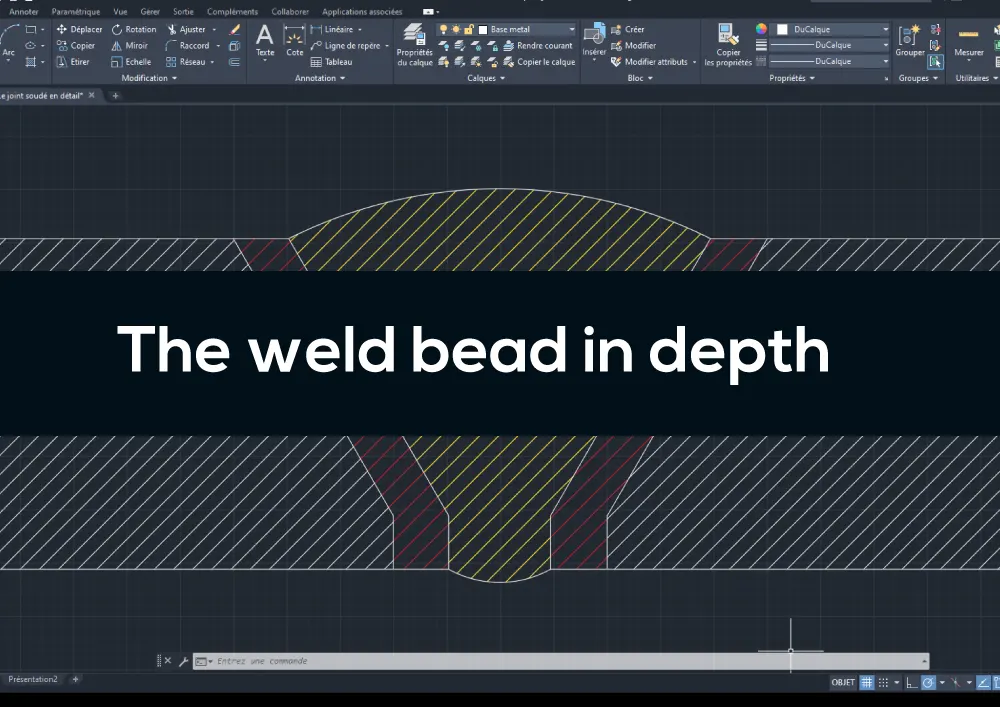 Annoter Paramétrique Vue Gérer Sortie Compléments Collaborer Applications associées
Déplacer Rotation Ajuster Linéaire Base metal Créer DuCalque
Arc Copier Miroir Raccord Texte Cote Ligne de repère Propriétés du calque Rendre courant Insérer Modifier Copier les propriétés DuCalque Grouper Mesurer
Etirer Echelle Réseau Tableau Copier le calque Modifier attributs DuCalque
Modification Annotation Calques Bloc Propriétés Groupes Utilitaires
e joint soudé en détail*
The weld bead in depth
Entrez une commande
Présentation2
OBJET